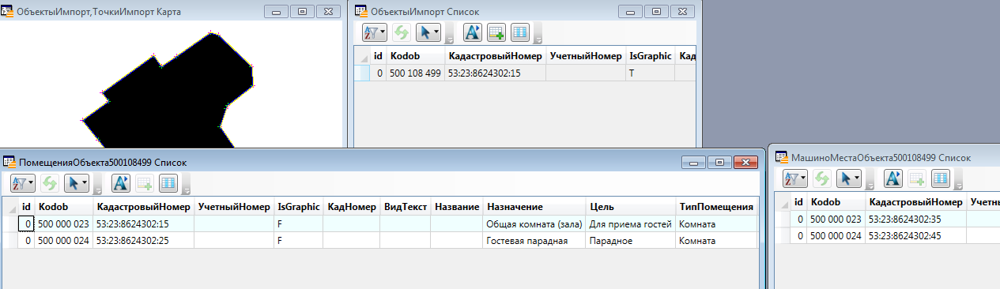 ОбъектыИмпорт,ТочкиИмпорт Карта
ОбъектыИмпорт Список
id Kodob КадастровыйНомер УчетныйНомер IsGraphic Кад
0 500 108 499 53:23:8624302:15 T
ПомещенияОбъекта500108499 Список
id Kodob КадастровыйНомер УчетныйНомер IsGraphic КадНомер ВидТекст Название Назначение Цель ТипПомещения
0 500 000 023 53:23:8624302:15 F Общая комната (зала) Для приема гостей Комната
0 500 000 024 53:23:8624302:25 F Гостевая парадная Парадное Комната
МашиноМестаОбъекта500108499 Список
id Kodob КадастровыйНомер Учетнь
0 500 000 023 53:23:8624302:35
0 500 000 024 53:23:8624302:45